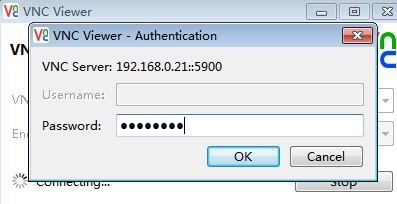 VNC Viewer
VNC Viewer - Authentication
VNC Server: 192.168.0.21::5900
Username:
Password: ●●●●●●●●
OK Cancel
Connecting...
Stop